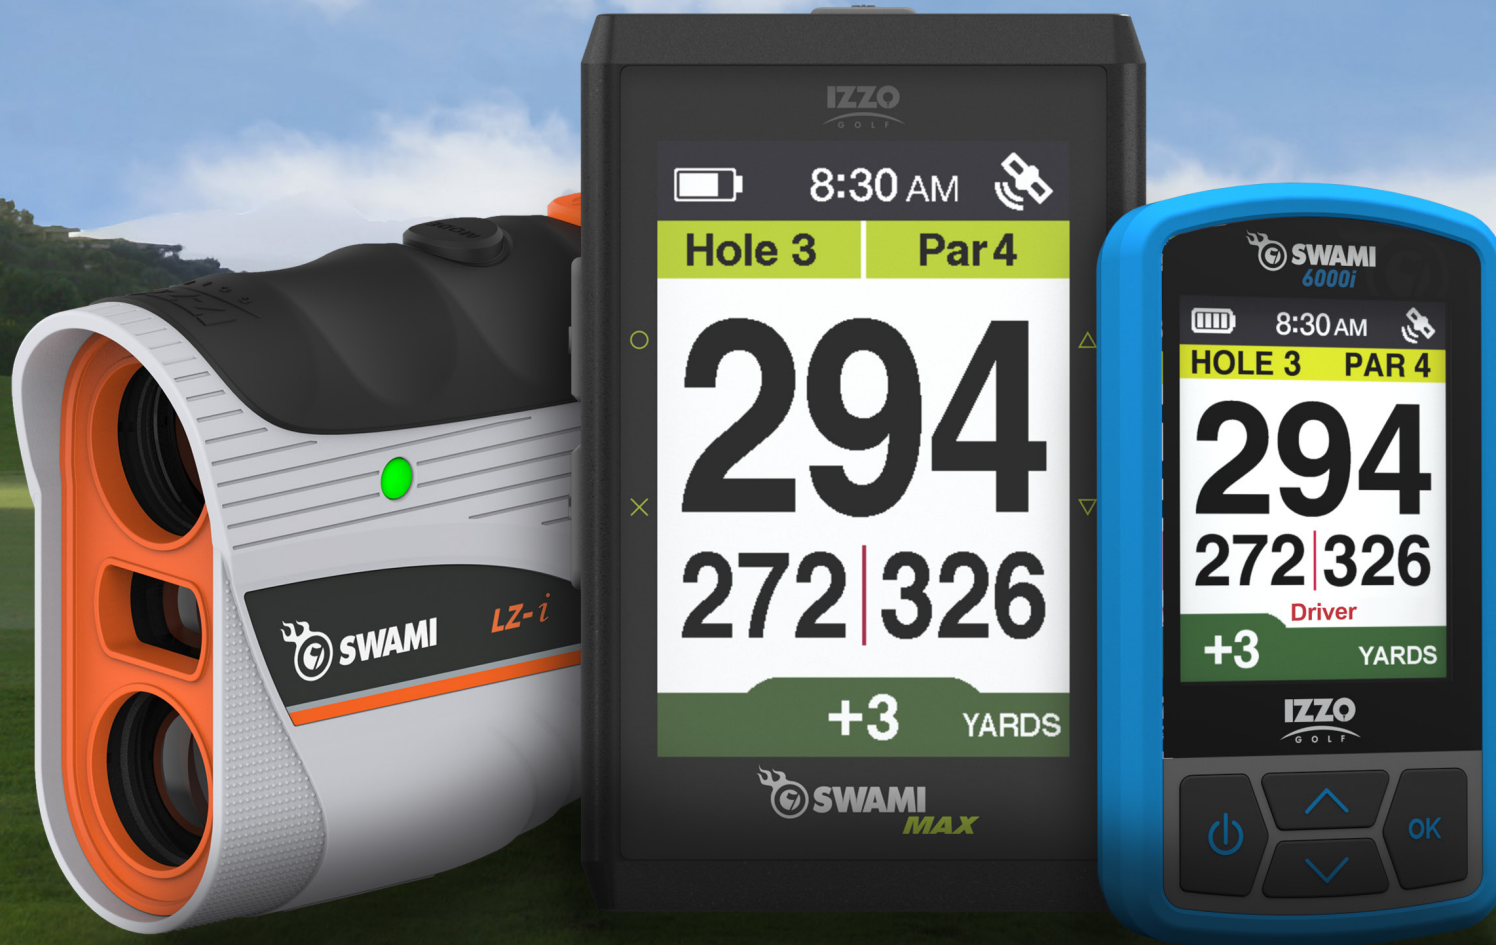 MODE
SWAMI
LZ-i
IZZO
GOLF
8:30 AM
Hole 3
Par 4
294
272
326
+3
YARDS
SWAMI
MAX
SWAMI
6000i
8:30 AM
HOLE 3
PAR 4
294
272
326
Driver
+3
YARDS
IZZO
GOLF
OK